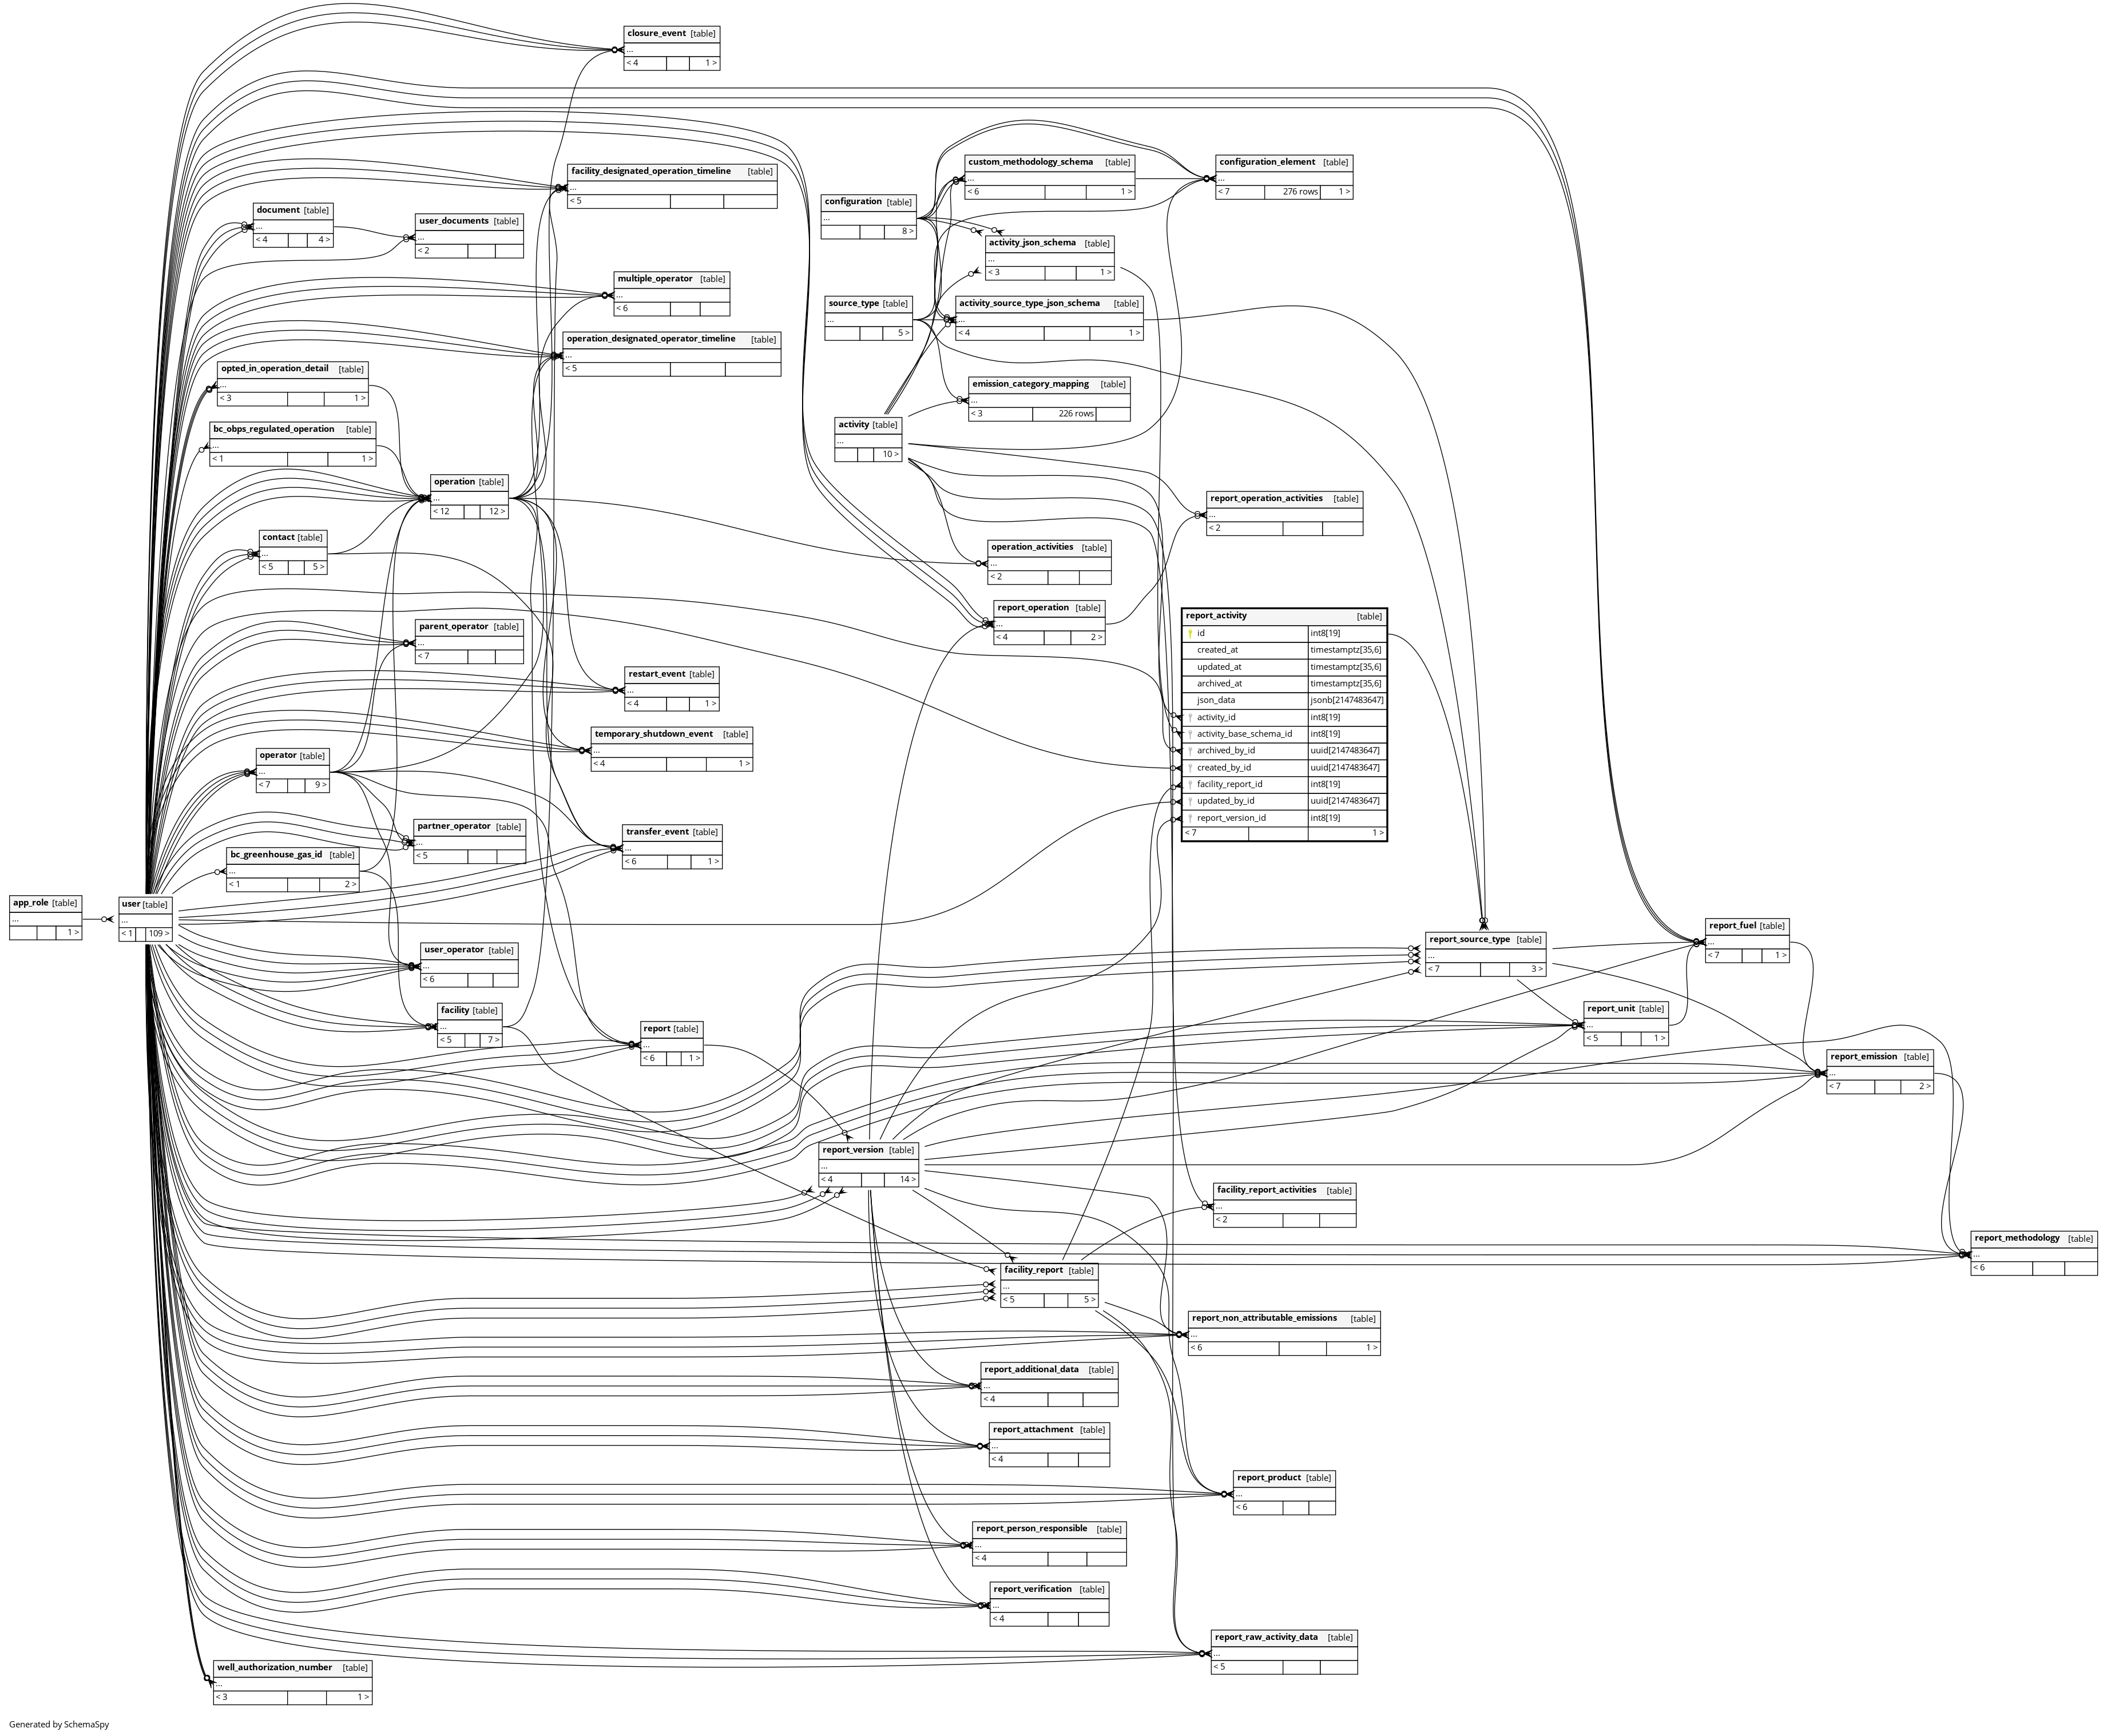 closure_event [table]
...
< 4 1 >
facility_designated_operation_timeline [table]
...
< 5
custom_methodology_schema [table]
...
< 6 1 >
configuration_element [table]
...
< 7 276 rows 1 >
configuration [table]
...
8 >
document [table]
...
< 4 4 >
user_documents [table]
...
< 2
activity_json_schema [table]
...
< 3 1 >
multiple_operator [table]
...
< 6
source_type [table]
...
5 >
activity_source_type_json_schema [table]
...
< 4 1 >
operation_designated_operator_timeline [table]
...
< 5
opted_in_operation_detail [table]
...
< 3 1 >
emission_category_mapping [table]
...
< 3 226 rows
bc_obps_regulated_operation [table]
...
< 1 1 >
activity [table]
...
10 >
operation [table]
...
< 12 12 >
report_operation_activities [table]
...
< 2
contact [table]
...
< 5 5 >
operation_activities [table]
...
< 2
report_operation [table]
...
< 4 2 >
report_activity [table]
id int8[19]
created_at timestamptz[35,6]
updated_at timestamptz[35,6]
archived_at timestamptz[35,6]
json_data jsonb[2147483647]
activity_id int8[19]
activity_base_schema_id int8[19]
archived_by_id uuid[2147483647]
created_by_id uuid[2147483647]
facility_report_id int8[19]
updated_by_id uuid[2147483647]
report_version_id int8[19]
< 7 1 >
parent_operator [table]
...
< 7
restart_event [table]
...
< 4 1 >
temporary_shutdown_event [table]
...
< 4 1 >
operator [table]
...
< 7 9 >
partner_operator [table]
...
< 5
transfer_event [table]
...
< 6 1 >
bc_greenhouse_gas_id [table]
...
< 1 2 >
app_role [table]
...
1 >
user [table]
...
< 1 109 >
user_operator [table]
...
< 6
report_source_type [table]
...
< 7 3 >
report_fuel [table]
...
< 7 1 >
facility [table]
...
< 5 7 >
report [table]
...
< 6 1 >
report_unit [table]
...
< 5 1 >
report_emission [table]
...
< 7 2 >
report_version [table]
...
< 4 14 >
facility_report_activities [table]
...
< 2
report_methodology [table]
...
< 6
facility_report [table]
...
< 5 5 >
report_non_attributable_emissions [table]
...
< 6 1 >
report_additional_data [table]
...
< 4
report_attachment [table]
...
< 4
report_product [table]
...
< 6
report_person_responsible [table]
...
< 4
report_verification [table]
...
< 4
report_raw_activity_data [table]
...
< 5
well_authorization_number [table]
...
< 3 1 >
Generated by SchemaSpy